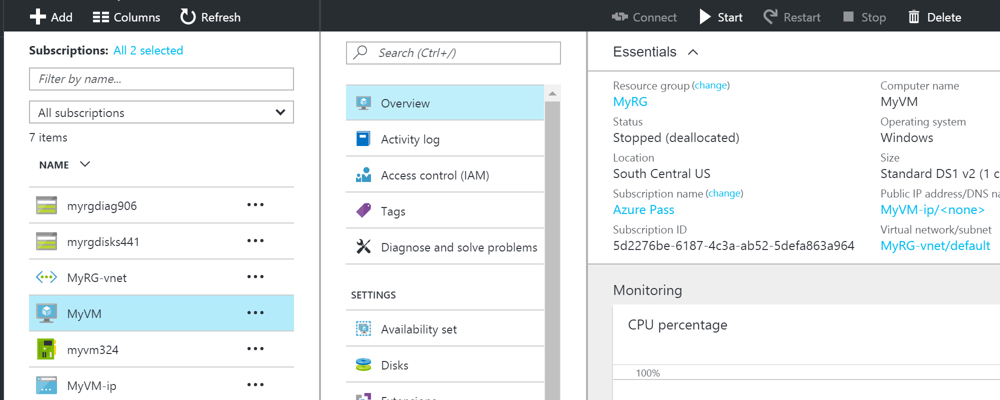 Add Columns Refresh
Connect Start Restart Stop Delete
Subscriptions: All 2 selected
Filter by name...
All subscriptions
7 items
NAME
myrgdiag906
myrgdisks441
MyRG-vnet
MyVM
myvm324
MyVM-ip
Search (Ctrl+/)
Overview
Activity log
Access control (IAM)
Tags
Diagnose and solve problems
SETTINGS
Availability set
Disks
Extensions
Essentials
Resource group (change)
MyRG
Status
Stopped (deallocated)
Location
South Central US
Subscription name (change)
Azure Pass
Subscription ID
5d2276be-6187-4c3a-ab52-5defa863a964
Computer name
MyVM
Operating system
Windows
Size
Standard DS1 v2 (1 c
Public IP address/DNS na
MyVM-ip/<none>
Virtual network/subnet
MyRG-vnet/default
Monitoring
CPU percentage
100%